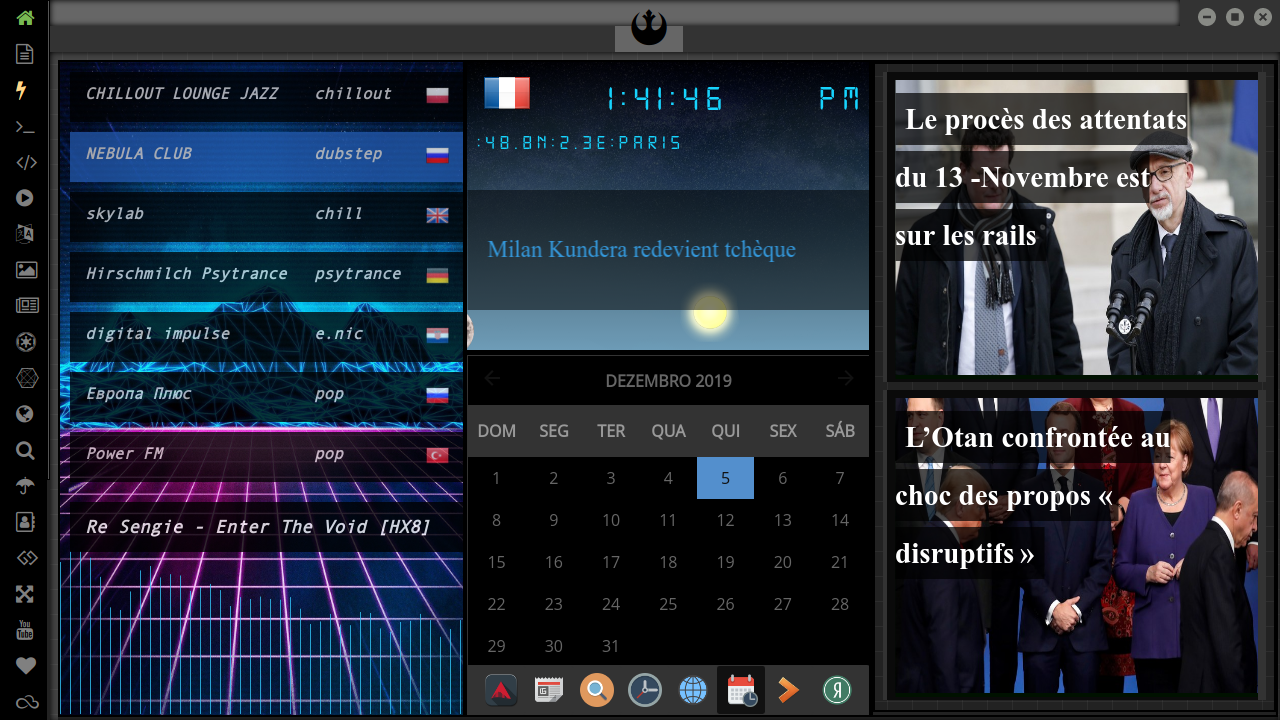 CHILLOUT LOUNGE JAZZ chillout
NEBULA CLUB dubstep
skylab chill
Hirschmilch Psytrance psytrance
digital impulse e.nic
Европа Плюс pop
Power FM pop
Re Sengie - Enter The Void [HX8]
1:41:46 PM
:48.8N:2.3E:PARIS
Milan Kundera redevient tchèque
DEZEMBRO 2019
DOM SEG TER QUA QUI SEX SÁB
1 2 3 4 5 6 7
8 9 10 11 12 13 14
15 16 17 18 19 20 21
22 23 24 25 26 27 28
29 30 31
Le procès des attentats
du 13 -Novembre est
sur les rails
L’Otan confrontée au
choc des propos «
disruptifs »
You
Tube
Я